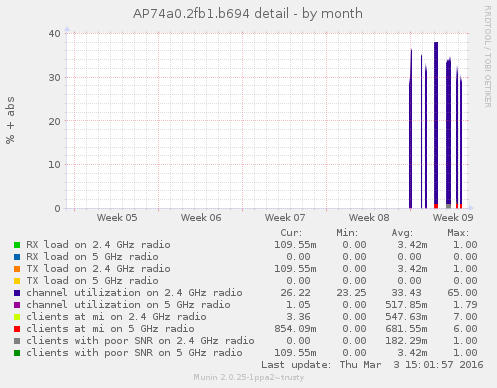 AP74a0.2fb1.b694 detail - by month
RRDTOOL / TOBI OETIKER
% + abs
40
30
20
10
0
Week 05 Week 06 Week 07 Week 08 Week 09
Cur: Min: Avg: Max:
RX load on 2.4 GHz radio 109.55m 0.00 3.42m 1.00
RX load on 5 GHz radio 0.00 0.00 0.00 0.00
TX load on 2.4 GHz radio 109.55m 0.00 3.42m 1.00
TX load on 5 GHz radio 0.00 0.00 0.00 0.00
channel utilization on 2.4 GHz radio 26.22 23.25 33.43 65.00
channel utilization on 5 GHz radio 1.05 0.00 517.85m 1.79
clients at mi on 2.4 GHz radio 3.36 0.00 547.63m 7.00
clients at mi on 5 GHz radio 854.09m 0.00 681.55m 6.00
clients with poor SNR on 2.4 GHz radio 0.00 0.00 182.29m 1.00
clients with poor SNR on 5 GHz radio 109.55m 0.00 3.42m 1.00
Last update: Thu Mar 3 15:01:57 2016
Munin 2.0.25-1ppa2~trusty